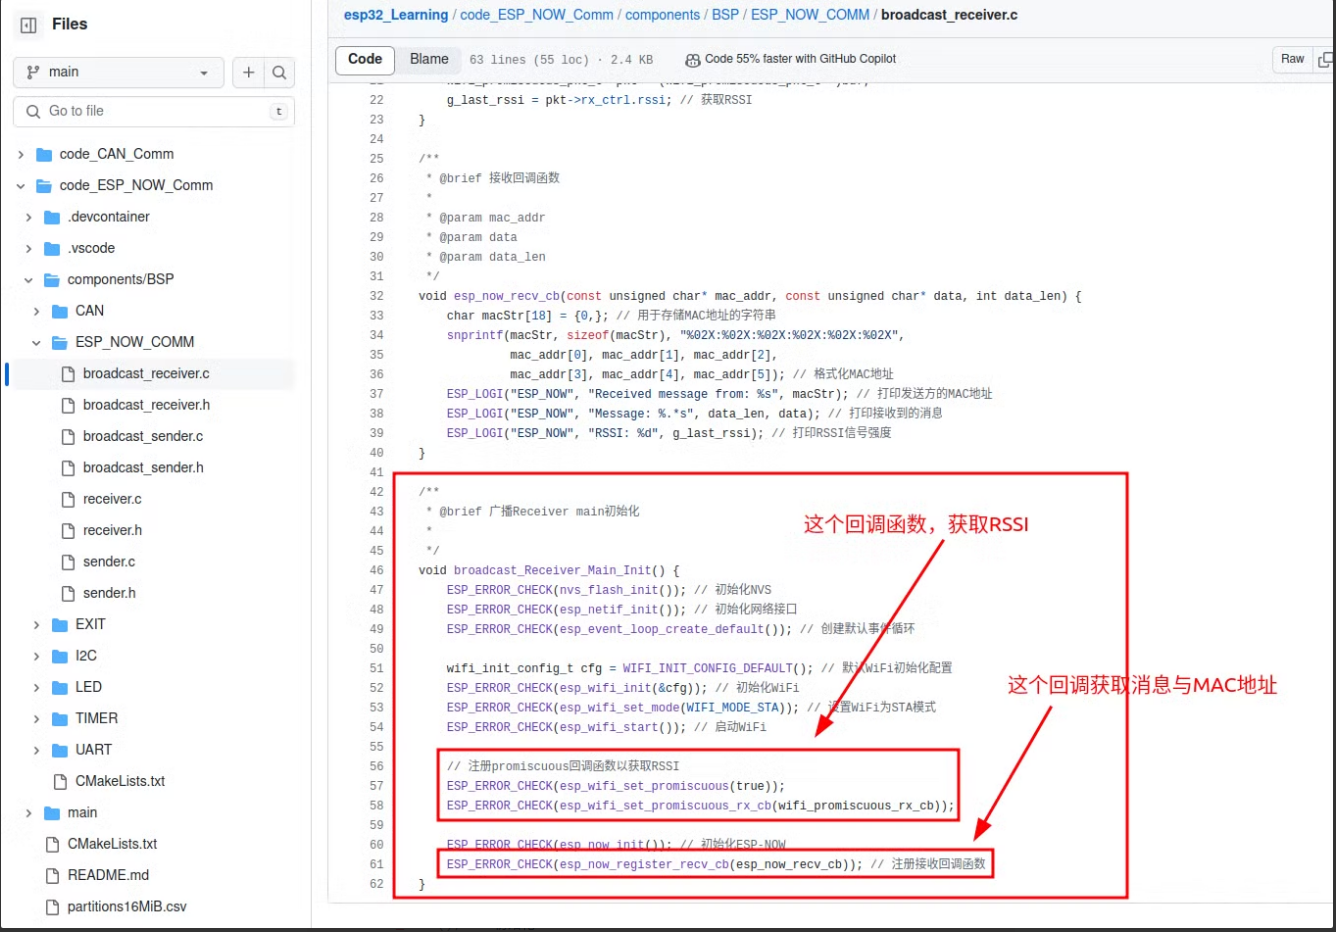 Files
main
Go to file
t
code_CAN_Comm
code_ESP_NOW_Comm
.devcontainer
.vscode
components/BSP
CAN
ESP_NOW_COMM
broadcast_receiver.c
broadcast_receiver.h
broadcast_sender.c
broadcast_sender.h
receiver.c
receiver.h
sender.c
sender.h
EXIT
I2C
LED
TIMER
UART
CMakeLists.txt
main
CMakeLists.txt
README.md
partitions16MiB.csv
esp32_Learning / code_ESP_NOW_Comm / components / BSP / ESP_NOW_COMM / broadcast_receiver.c
Code Blame 63 lines (55 loc) · 2.4 KB Code 55% faster with GitHub Copilot Raw
22 g_last_rssi = pkt->rx_ctrl.rssi; // 获取RSSI
23 }
24
25 /**
26 * @brief 接收回调函数
27 *
28 * @param mac_addr
29 * @param data
30 * @param data_len
31 */
32 void esp_now_recv_cb(const unsigned char* mac_addr, const unsigned char* data, int data_len) {
33 char macStr[18] = {0,}; // 用于存储MAC地址的字符串
34 snprintf(macStr, sizeof(macStr), "%02X:%02X:%02X:%02X:%02X:%02X",
35 mac_addr[0], mac_addr[1], mac_addr[2],
36 mac_addr[3], mac_addr[4], mac_addr[5]); // 格式化MAC地址
37 ESP_LOGI("ESP_NOW", "Received message from: %s", macStr); // 打印发送方的MAC地址
38 ESP_LOGI("ESP_NOW", "Message: %.*s", data_len, data); // 打印接收到的消息
39 ESP_LOGI("ESP_NOW", "RSSI: %d", g_last_rssi); // 打印RSSI信号强度
40 }
41
42 /**
43 * @brief 广播Receiver main初始化
44 *
45 */
46 void broadcast_Receiver_Main_Init() {
47 ESP_ERROR_CHECK(nvs_flash_init()); // 初始化NVS
48 ESP_ERROR_CHECK(esp_netif_init()); // 初始化网络接口
49 ESP_ERROR_CHECK(esp_event_loop_create_default()); // 创建默认事件循环
50
51 wifi_init_config_t cfg = WIFI_INIT_CONFIG_DEFAULT(); // 默认WiFi初始化配置
52 ESP_ERROR_CHECK(esp_wifi_init(&cfg)); // 初始化WiFi
53 ESP_ERROR_CHECK(esp_wifi_set_mode(WIFI_MODE_STA)); // 设置WiFi为STA模式
54 ESP_ERROR_CHECK(esp_wifi_start()); // 启动WiFi
55
56 // 注册promiscuous回调函数以获取RSSI
57 ESP_ERROR_CHECK(esp_wifi_set_promiscuous(true));
58 ESP_ERROR_CHECK(esp_wifi_set_promiscuous_rx_cb(wifi_promiscuous_rx_cb));
59
60 ESP_ERROR_CHECK(esp_now_init()); // 初始化ESP-NOW
61 ESP_ERROR_CHECK(esp_now_register_recv_cb(esp_now_recv_cb)); // 注册接收回调函数
62 }
这个回调函数，获取RSSI
这个回调获取消息与MAC地址